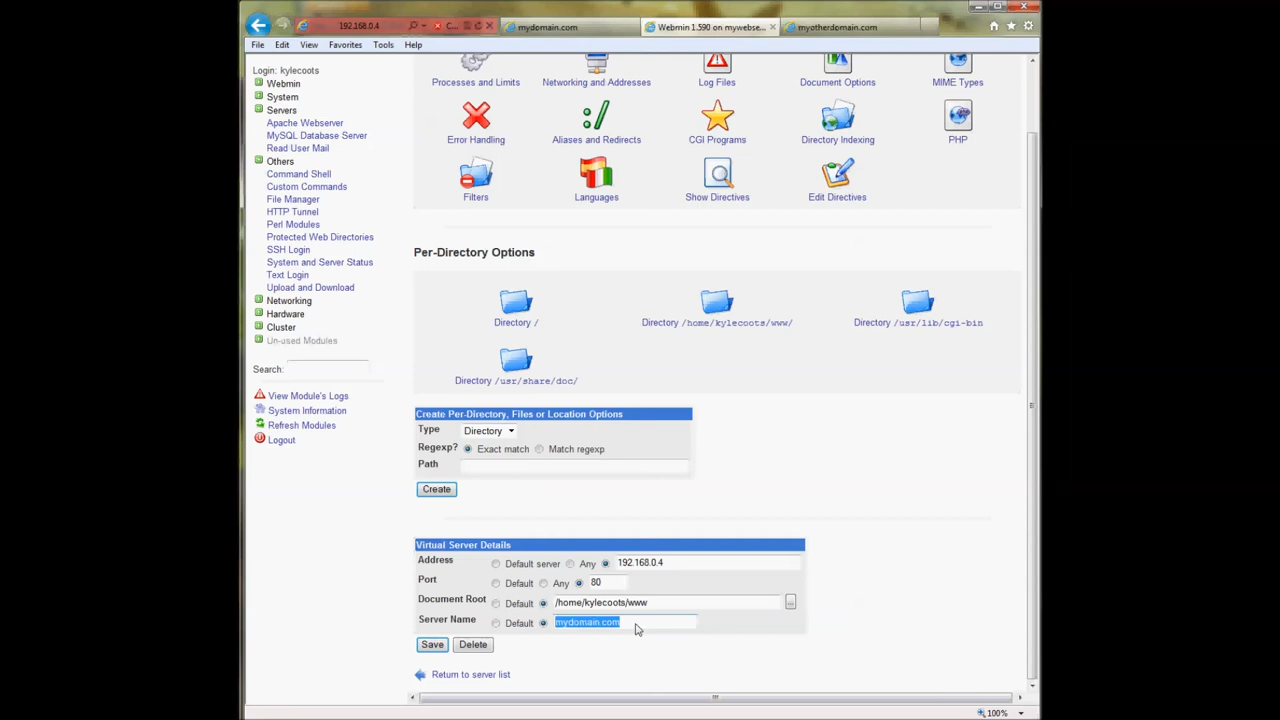 192.168.0.4
C...
mydomain.com
Webmin 1.590 on mywebse...
myotherdomain.com
File Edit View Favorites Tools Help
Login: kylecoots
Webmin
System
Servers
Apache Webserver
MySQL Database Server
Read User Mail
Others
Command Shell
Custom Commands
File Manager
HTTP Tunnel
Perl Modules
Protected Web Directories
SSH Login
System and Server Status
Text Login
Upload and Download
Networking
Hardware
Cluster
Un-used Modules
Search:
View Module's Logs
System Information
Refresh Modules
Logout
Processes and Limits
Networking and Addresses
Log Files
Document Options
MIME Types
Error Handling
Aliases and Redirects
CGI Programs
Directory Indexing
PHP
Filters
Languages
Show Directives
Edit Directives
Per-Directory Options
Directory /
Directory /home/kylecoots/www/
Directory /usr/lib/cgi-bin
Directory /usr/share/doc/
Create Per-Directory, Files or Location Options
Type Directory
Regexp? Exact match Match regexp
Path
Create
Virtual Server Details
Address Default server Any 192.168.0.4
Port Default Any 80
Document Root Default /home/kylecoots/www ...
Server Name Default mydomain.com
Save Delete
Return to server list
100%